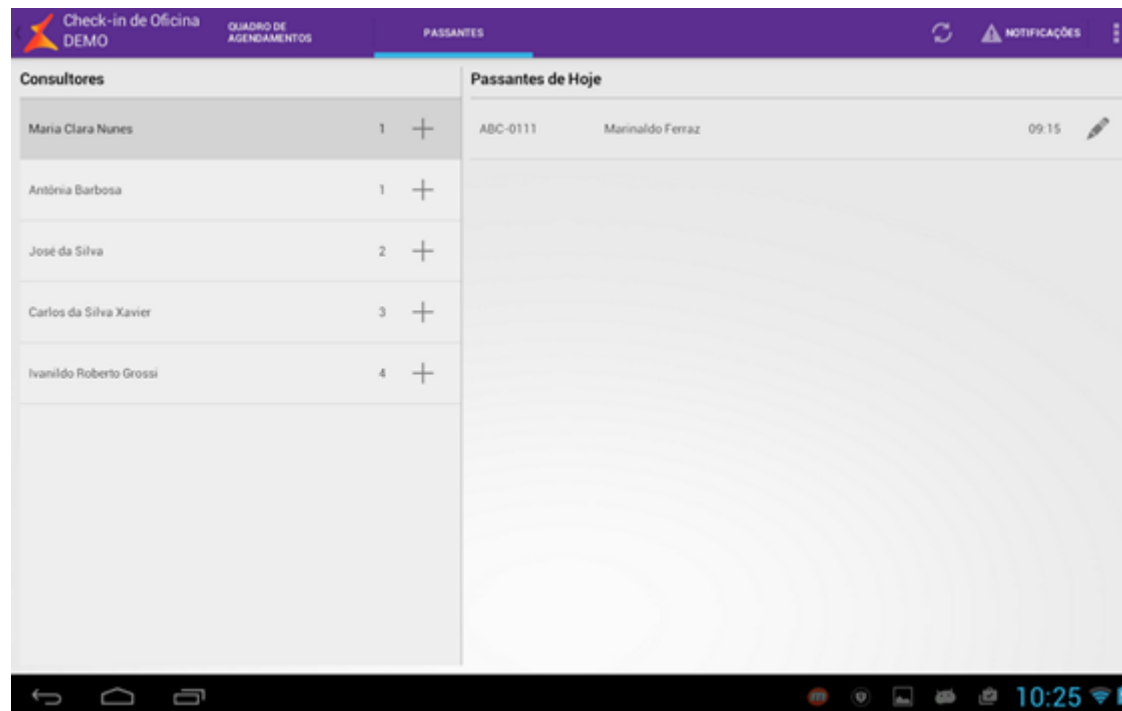 Check-in de Oficina
DEMO
QUADRO DE
AGENDAMENTOS
PASSANTES
NOTIFICAÇÕES
Consultores
Passantes de Hoje
Maria Clara Nunes 1
ABC-0111 Marinaldo Ferraz 09:15
Antônia Barbosa 1
José da Silva 2
Carlos da Silva Xavier 3
Ivanildo Roberto Grossi 4
10:25